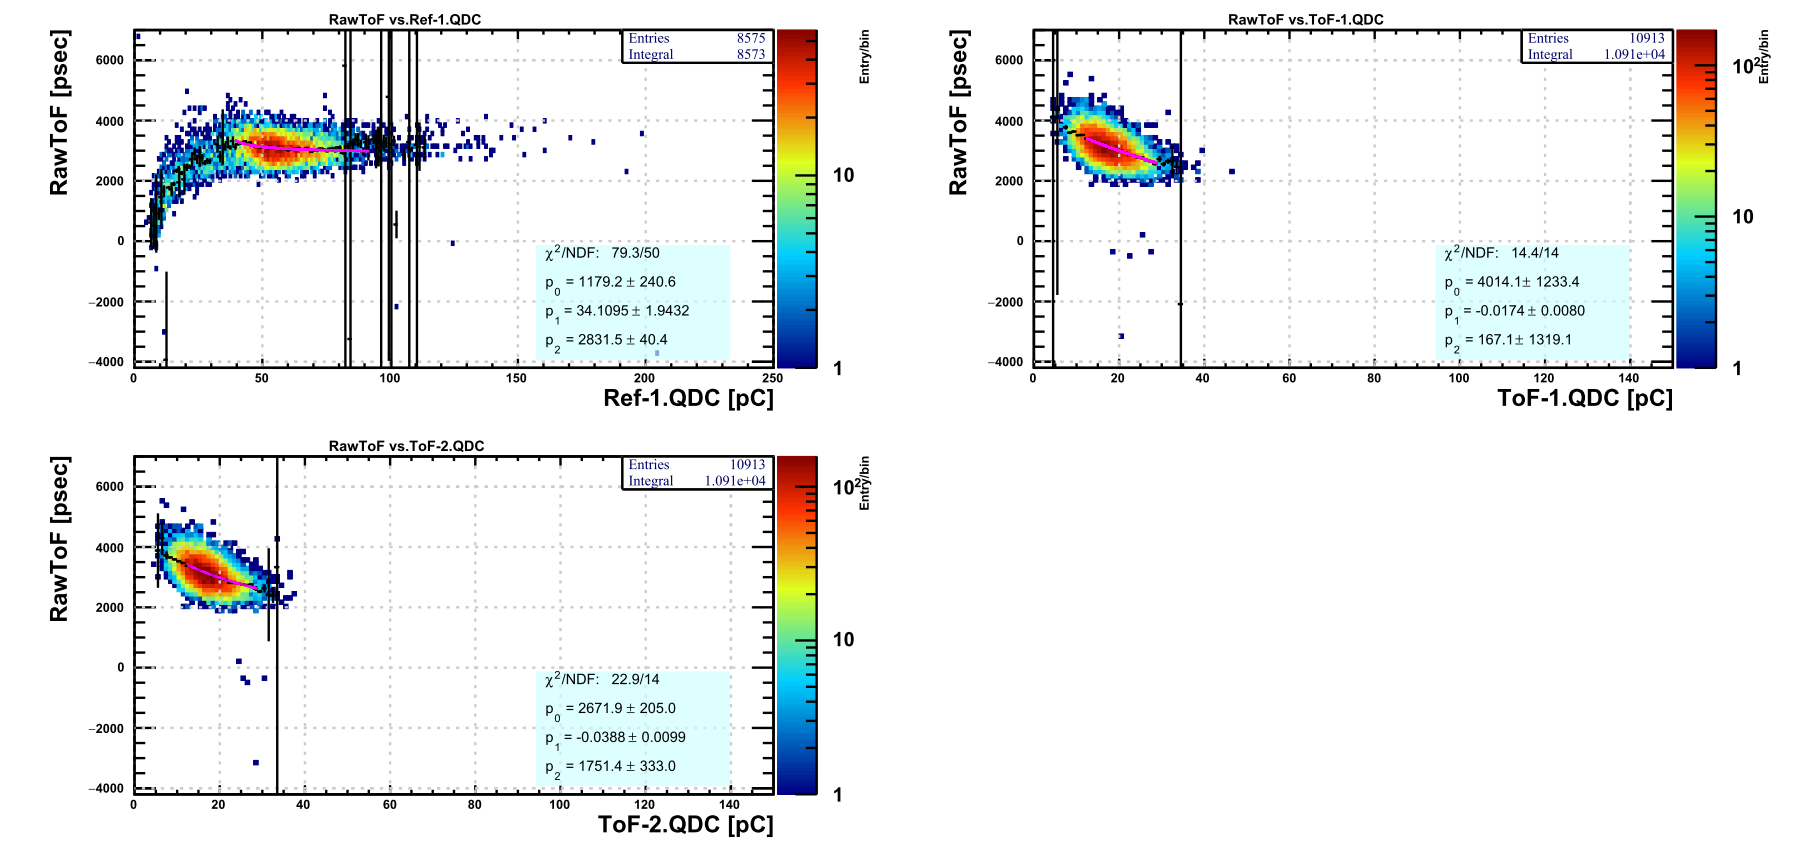 RawToF vs.Ref-1.QDC
Entries 8575
Integral 8573
RawToF [psec]
6000
4000
2000
0
−2000
−4000
0 50 100 150 200 250
Ref-1.QDC [pC]
χ²/NDF: 79.3/50
p0 = 1179.2 ± 240.6
p1 = 34.1095 ± 1.9432
p2 = 2831.5 ± 40.4
Entry/bin
10
1
RawToF vs.ToF-1.QDC
Entries 10913
Integral 1.091e+04
RawToF [psec]
6000
4000
2000
0
−2000
−4000
0 20 40 60 80 100 120 140
ToF-1.QDC [pC]
χ²/NDF: 14.4/14
p0 = 4014.1± 1233.4
p1 = -0.0174 ± 0.0080
p2 = 167.1± 1319.1
Entry/bin
10²
10
1
RawToF vs.ToF-2.QDC
Entries 10913
Integral 1.091e+04
RawToF [psec]
6000
4000
2000
0
−2000
−4000
0 20 40 60 80 100 120 140
ToF-2.QDC [pC]
χ²/NDF: 22.9/14
p0 = 2671.9 ± 205.0
p1 = -0.0388 ± 0.0099
p2 = 1751.4 ± 333.0
Entry/bin
10²
10
1